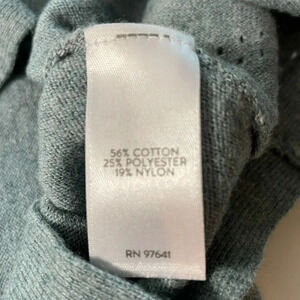 56% COTTON
25% POLYESTER
19% NYLON
RN 97641